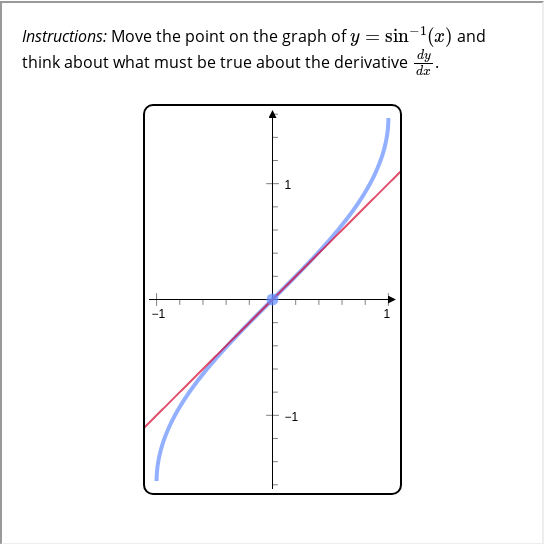 Instructions: Move the point on the graph of y = sin⁻¹(x) and
think about what must be true about the derivative dy/dx.
1
−1
1
−1